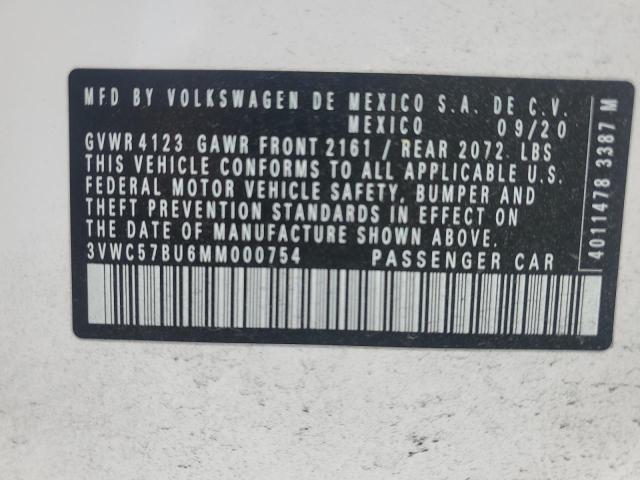 MFD BY VOLKSWAGEN DE MEXICO S.A. DE C.V.
MEXICO 09/20
GVWR 4123 GAWR FRONT 2161 / REAR 2072 LBS
THIS VEHICLE CONFORMS TO ALL APPLICABLE U.S.
FEDERAL MOTOR VEHICLE SAFETY, BUMPER AND
THEFT PREVENTION STANDARDS IN EFFECT ON
THE DATE OF MANUFACTURE SHOWN ABOVE.
3VWC57BU6MM000754 PASSENGER CAR
4011478 3387 M